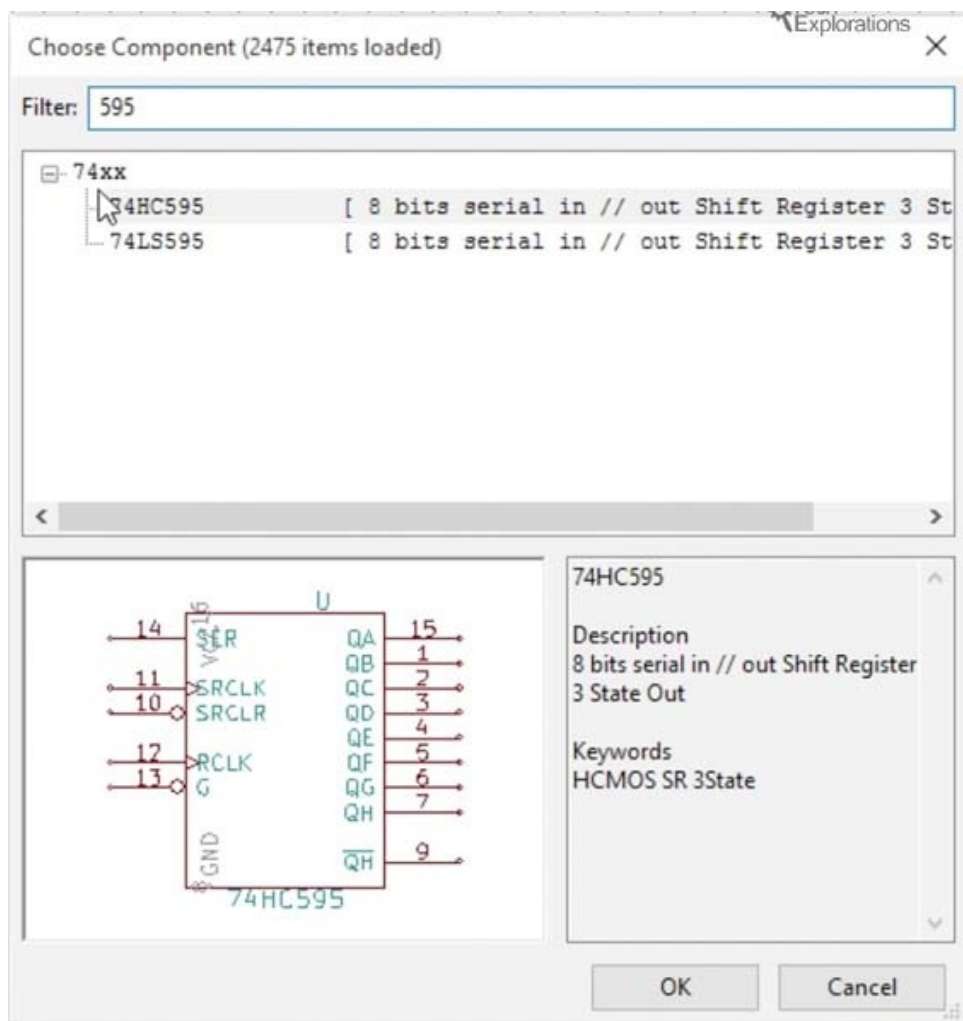 Explorations
Choose Component (2475 items loaded)
Filter: 595
74xx
74HC595 [ 8 bits serial in // out Shift Register 3 St
74LS595 [ 8 bits serial in // out Shift Register 3 St
U
14 SER VCC 16 QA 15
QB 1
11 SRCLK QC 2
10 SRCLR QD 3
QE 4
12 RCLK QF 5
13 G QG 6
QH 7
8 GND QH 9
74HC595
74HC595
Description
8 bits serial in // out Shift Register
3 State Out
Keywords
HCMOS SR 3State
OK Cancel